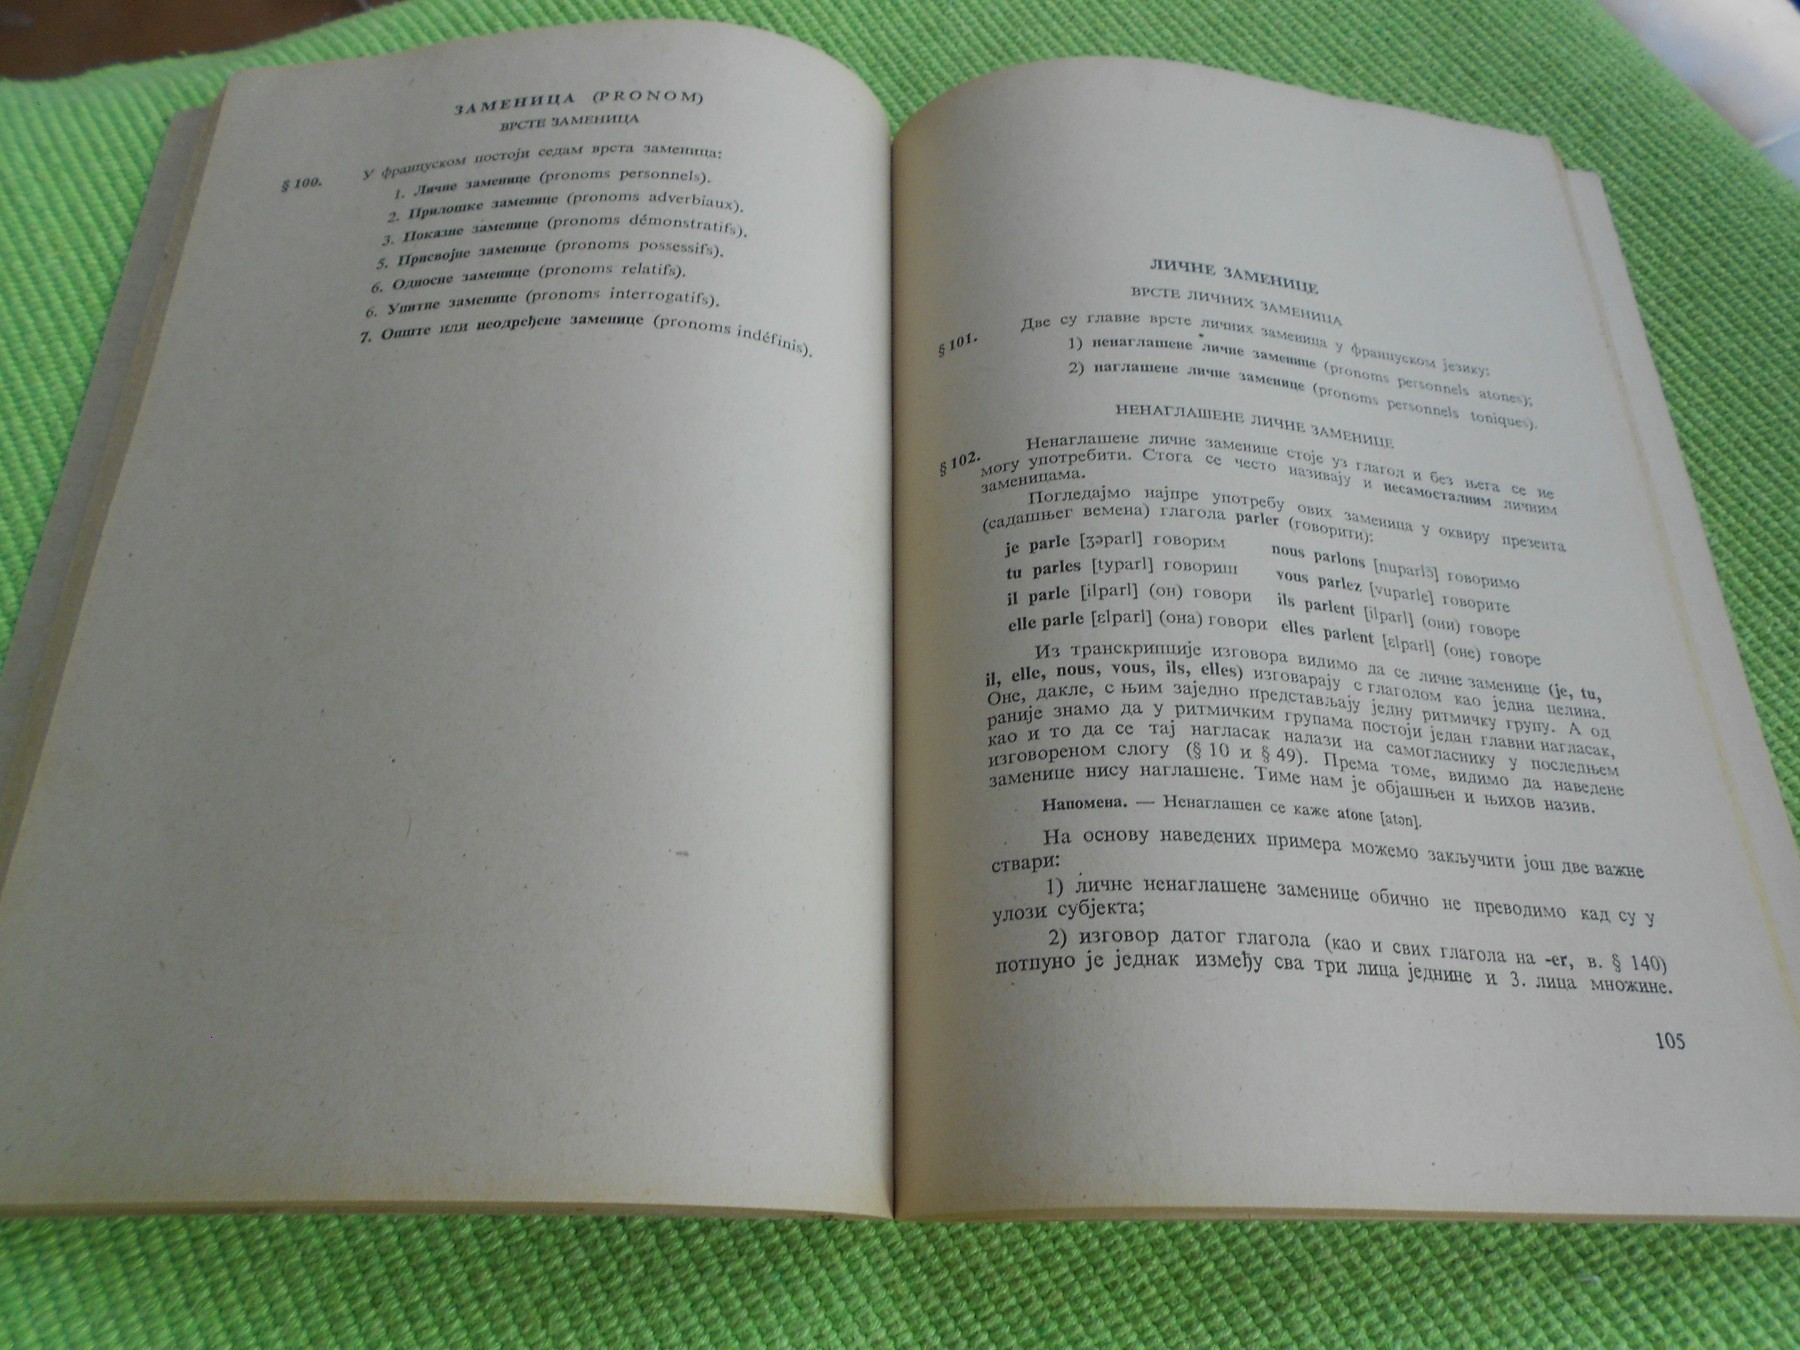 ЗАМЕНИЦА (PRONOM)
ВРСТЕ ЗАМЕНИЦА
§ 100. У француском постоји седам врста заменица:
1. Личне заменице (pronoms personnels).
2. Прилошке заменице (pronoms adverbiaux).
3. Показне заменице (pronoms démonstratifs).
5. Присвојне заменице (pronoms possessifs).
6. Односне заменице (pronoms relatifs).
6. Упитне заменице (pronoms interrogatifs).
7. Опште или неодређене заменице (pronoms indéfinis).
ЛИЧНЕ ЗАМЕНИЦЕ
ВРСТЕ ЛИЧНИХ ЗАМЕНИЦА
§ 101. Две су главне врсте личних заменица у француском језику:
1) ненаглашене личне заменице (pronoms personnels atones);
2) наглашене личне заменице (pronoms personnels toniques).
НЕНАГЛАШЕНЕ ЛИЧНЕ ЗАМЕНИЦЕ
§ 102. Ненаглашене личне заменице стоје уз глагол и без њега се не
могу употребити. Стога се често називају и несамосталним личним
заменицама.
Погледајмо најпре употребу ових заменица у оквиру презента
(садашњег вемена) глагола parler (говорити):
je parle [ʒəparl] говорим nous parlons [nuparlɔ̃] говоримо
tu parles [typarl] говориш vous parlez [vuparle] говорите
il parle [ilparl] (он) говори ils parlent [ilparl] (они) говоре
elle parle [ɛlparl] (она) говори elles parlent [ɛlparl] (оне) говоре
Из транскрипције изговора видимо да се личне заменице (je, tu,
il, elle, nous, vous, ils, elles) изговарају с глаголом као једна целина.
Оне, дакле, с њим заједно представљају једну ритмичку групу. А од
раније знамо да у ритмичким групама постоји један главни нагласак,
као и то да се тај нагласак налази на самогласнику у последњем
изговореном слогу (§ 10 и § 49). Према томе, видимо да наведене
заменице нису наглашене. Тиме нам је објашњен и њихов назив.
Напомена. — Ненаглашен се каже atone [atɔn].
На основу наведених примера можемо закључити још две важне
ствари:
1) личне ненаглашене заменице обично не преводимо кад су у
улози субјекта;
2) изговор датог глагола (као и свих глагола на -er, в. § 140)
потпуно је једнак између сва три лица једнине и 3. лица множине.
105